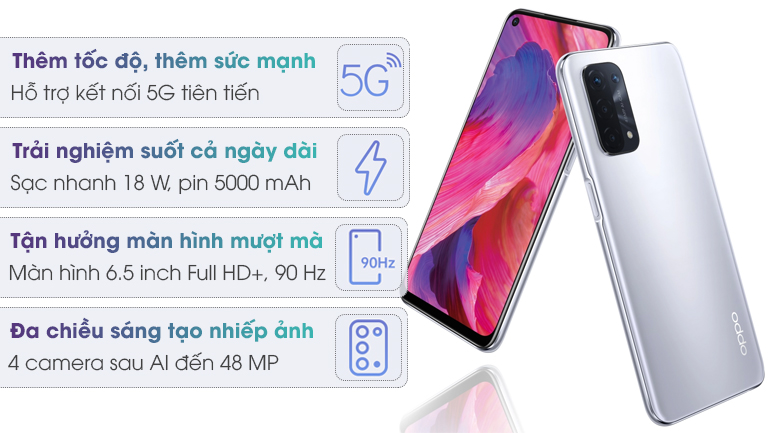 Thêm tốc độ, thêm sức mạnh
Hỗ trợ kết nối 5G tiên tiến
5G
Trải nghiệm suốt cả ngày dài
Sạc nhanh 18 W, pin 5000 mAh
Tận hưởng màn hình mượt mà
Màn hình 6.5 inch Full HD+, 90 Hz
90Hz
Đa chiều sáng tạo nhiếp ảnh
4 camera sau AI đến 48 MP
oppo